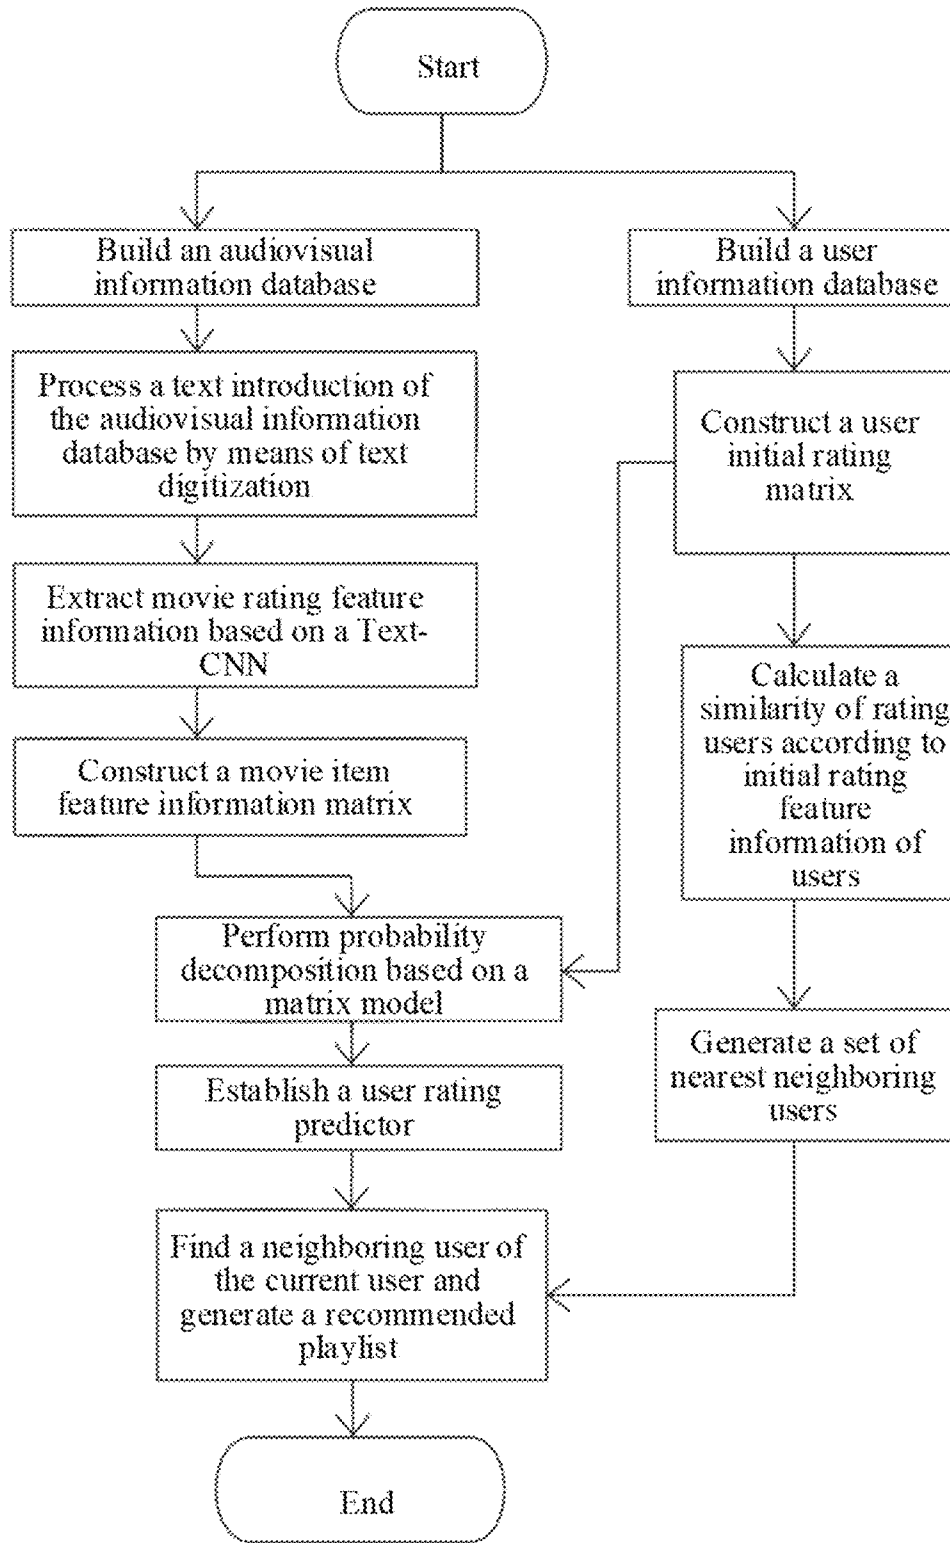 Start
Build an audiovisual
information database
Process a text introduction of
the audiovisual information
database by means of text
digitization
Extract movie rating feature
information based on a Text-
CNN
Construct a movie item
feature information matrix
Perform probability
decomposition based on a
matrix model
Establish a user rating
predictor
Find a neighboring user of
the current user and
generate a recommended
playlist
End
Build a user
information database
Construct a user
initial rating
matrix
Calculate a
similarity of rating
users according to
initial rating
feature
information of
users
Generate a set of
nearest neighboring
users